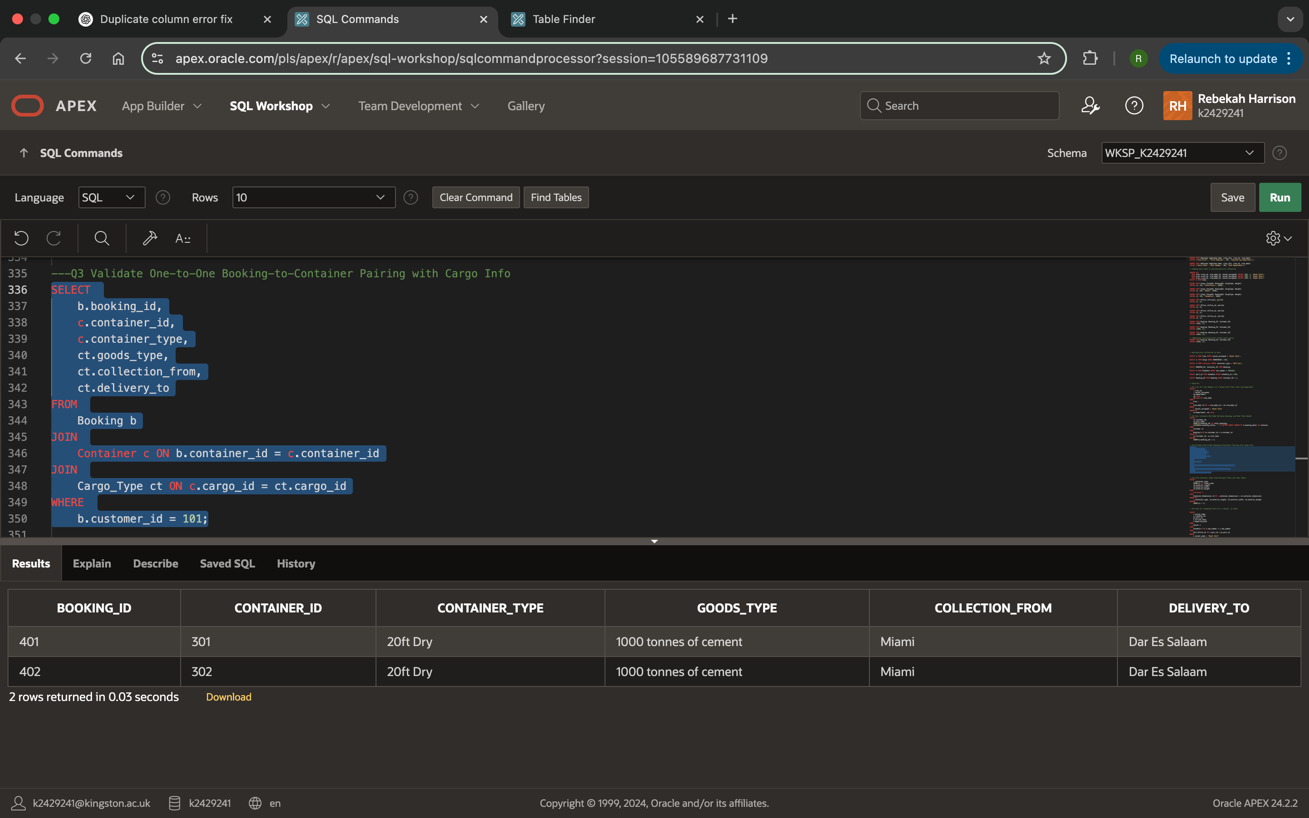 Duplicate column error fix
SQL Commands
Table Finder
apex.oracle.com/pls/apex/r/apex/sql-workshop/sqlcommandprocessor?session=105589687731109
R
Relaunch to update
APEX
App Builder
SQL Workshop
Team Development
Gallery
Search
RH
Rebekah Harrison
k2429241
SQL Commands
Schema
WKSP_K2429241
Language
SQL
Rows
10
Clear Command
Find Tables
Save
Run
334
335 ---Q3 Validate One-to-One Booking-to-Container Pairing with Cargo Info
336 SELECT
337 b.booking_id,
338 c.container_id,
339 c.container_type,
340 ct.goods_type,
341 ct.collection_from,
342 ct.delivery_to
343 FROM
344 Booking b
345 JOIN
346 Container c ON b.container_id = c.container_id
347 JOIN
348 Cargo_Type ct ON c.cargo_id = ct.cargo_id
349 WHERE
350 b.customer_id = 101;
351
Results Explain Describe Saved SQL History
BOOKING_ID CONTAINER_ID CONTAINER_TYPE GOODS_TYPE COLLECTION_FROM DELIVERY_TO
401 301 20ft Dry 1000 tonnes of cement Miami Dar Es Salaam
402 302 20ft Dry 1000 tonnes of cement Miami Dar Es Salaam
2 rows returned in 0.03 seconds Download
k2429241@kingston.ac.uk k2429241 en
Copyright © 1999, 2024, Oracle and/or its affiliates.
Oracle APEX 24.2.2